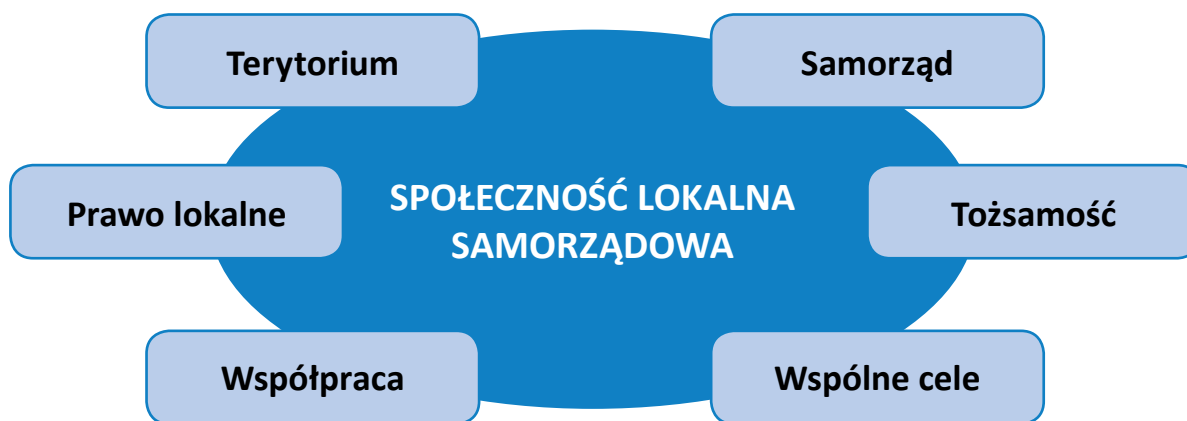 Terytorium
Samorząd
Prawo lokalne
SPOŁECZNOŚĆ LOKALNA
SAMORZĄDOWA
Tożsamość
Współpraca
Wspólne cele